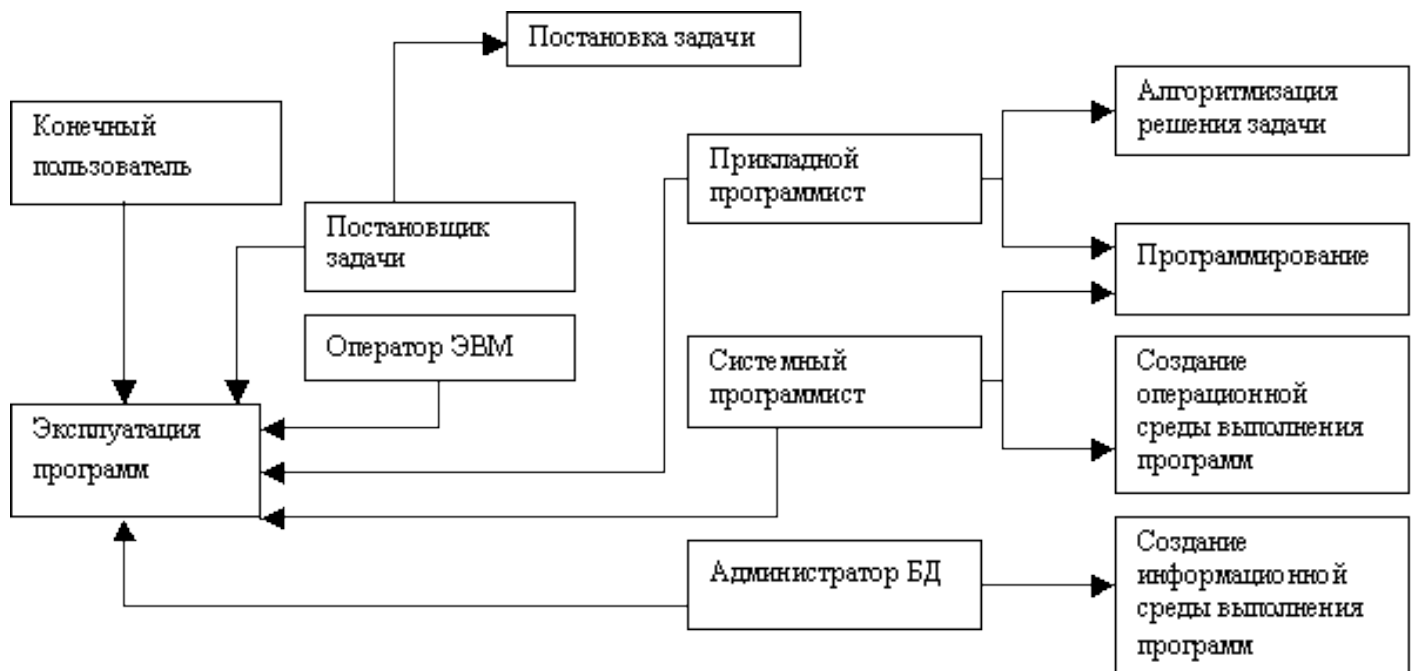 Постановка задачи
Конечный
пользователь
Алгоритмизация
решения задачи
Прикладной
программист
Постановщик
задачи
Программирование
Оператор ЭВМ
Системный
программист
Создание
операционной
среды выполнения
программ
Эксплуатация
программ
Администратор БД
Создание
информационной
среды выполнения
программ